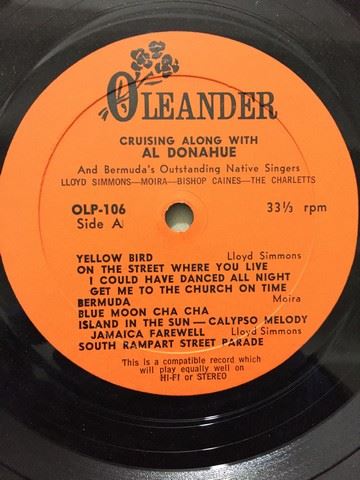 OLEANDER
CRUISING ALONG WITH
AL DONAHUE
And Bermuda's Outstanding Native Singers
LLOYD SIMMONS—MOIRA—BISHOP CAINES—THE CHARLETTS
OLP-106 33⅓ rpm
Side A
YELLOW BIRD Lloyd Simmons
ON THE STREET WHERE YOU LIVE
I COULD HAVE DANCED ALL NIGHT
GET ME TO THE CHURCH ON TIME
BERMUDA Moira
BLUE MOON CHA CHA
ISLAND IN THE SUN—CALYPSO MELODY
JAMAICA FAREWELL Lloyd Simmons
SOUTH RAMPART STREET PARADE
This is a compatible record which
will play equally well on
HI-FI or STEREO